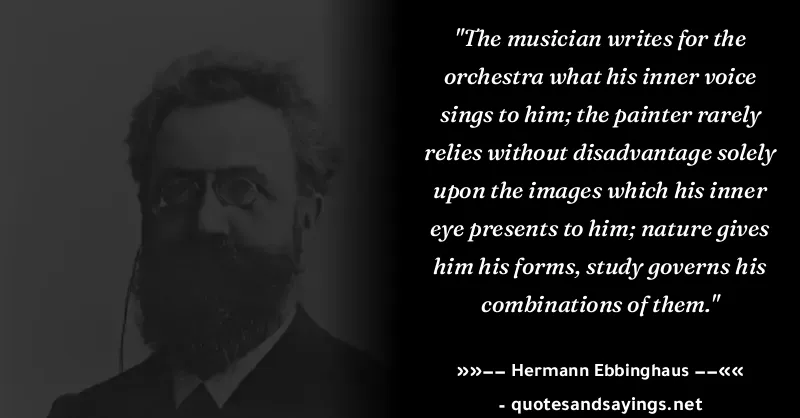 "The musician writes for the
orchestra what his inner voice
sings to him; the painter rarely
relies without disadvantage solely
upon the images which his inner
eye presents to him; nature gives
him his forms, study governs his
combinations of them."
»»−− Hermann Ebbinghaus −−««
- quotesandsayings.net